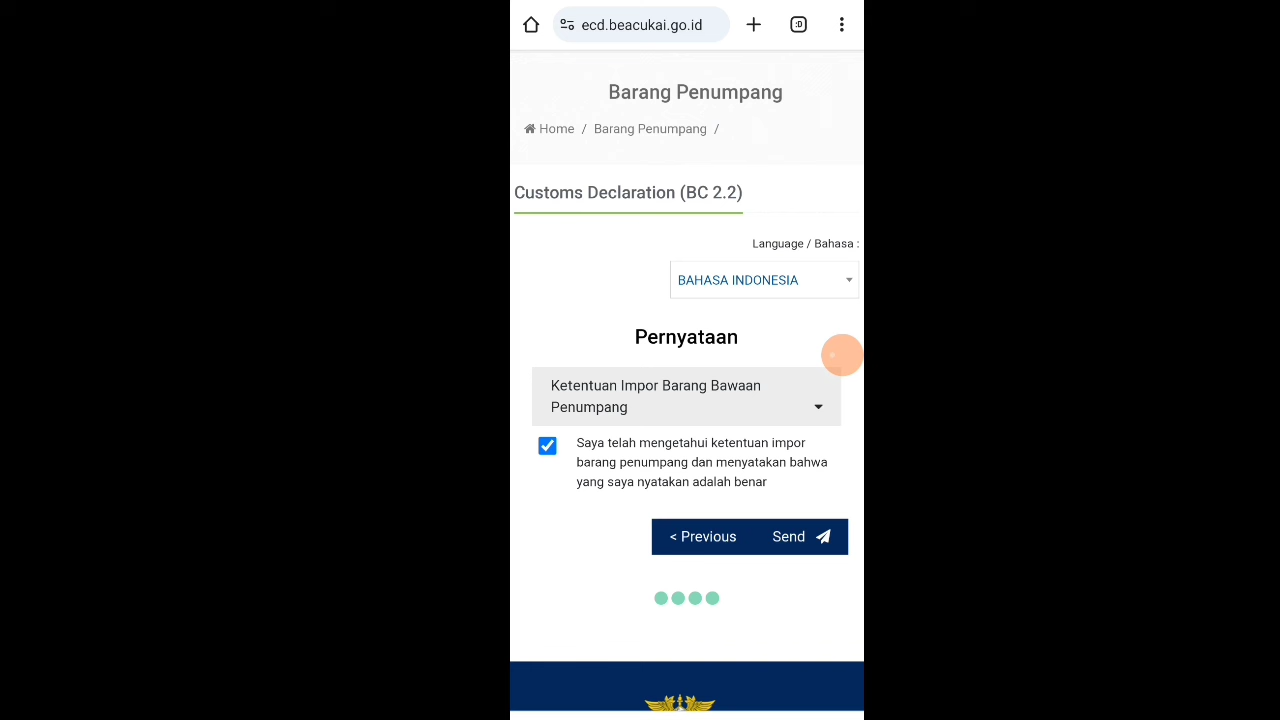 ecd.beacukai.go.id
:D
Barang Penumpang
Home / Barang Penumpang /
Customs Declaration (BC 2.2)
Language / Bahasa :
BAHASA INDONESIA
Pernyataan
Ketentuan Impor Barang Bawaan
Penumpang
Saya telah mengetahui ketentuan impor
barang penumpang dan menyatakan bahwa
yang saya nyatakan adalah benar
< Previous Send